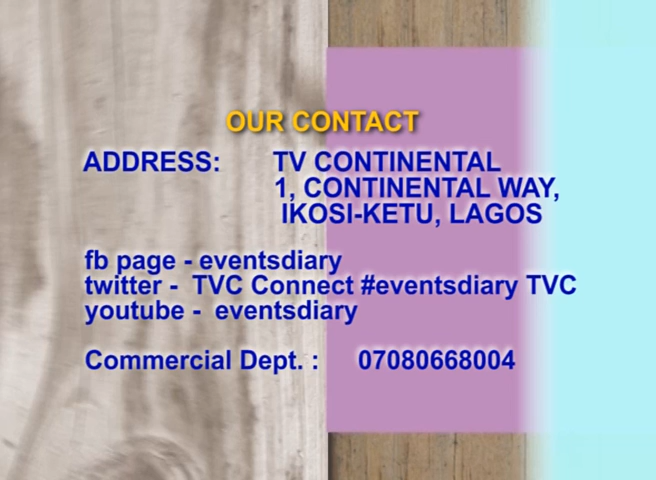 OUR CONTACT
ADDRESS: TV CONTINENTAL
1, CONTINENTAL WAY,
IKOSI-KETU, LAGOS
fb page - eventsdiary
twitter - TVC Connect #eventsdiary TVC
youtube - eventsdiary
Commercial Dept. : 07080668004